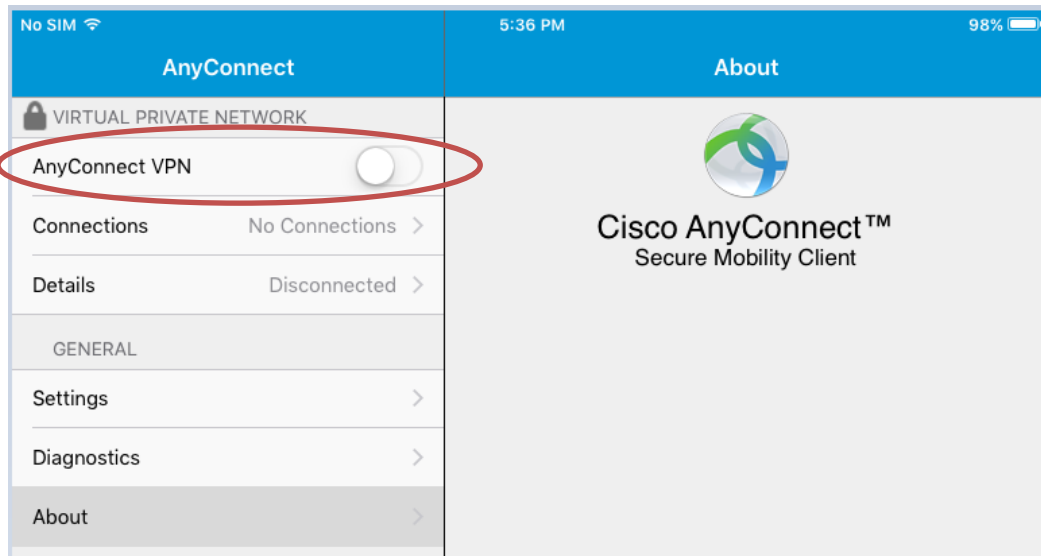 No SIM
5:36 PM
98%
AnyConnect
About
VIRTUAL PRIVATE NETWORK
AnyConnect VPN
Connections
No Connections
Details
Disconnected
GENERAL
Settings
Diagnostics
About
Cisco AnyConnect™
Secure Mobility Client